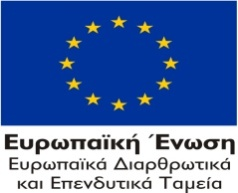 Ευρωπαϊκή Ένωση
Ευρωπαϊκά Διαρθρωτικά
και Επενδυτικά Ταμεία